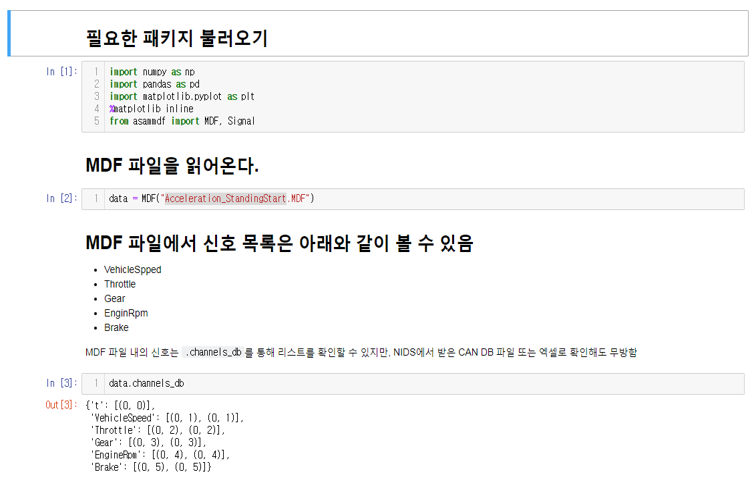 필요한 패키지 불러오기
In [1]:
1 import numpy as np
2 import pandas as pd
3 import matplotlib.pyplot as plt
4 %matplotlib inline
5 from asammdf import MDF, Signal
MDF 파일을 읽어온다.
In [2]:
1 data = MDF("Acceleration_StandingStart.MDF")
MDF 파일에서 신호 목록은 아래와 같이 볼 수 있음
• VehicleSpped
• Throttle
• Gear
• EnginRpm
• Brake
MDF 파일 내의 신호는 .channels_db 를 통해 리스트를 확인할 수 있지만, NIDS에서 받은 CAN DB 파일 또는 엑셀로 확인해도 무방함
In [3]:
1 data.channels_db
Out[3]:
{'t': [(0, 0)],
'VehicleSpeed': [(0, 1), (0, 1)],
'Throttle': [(0, 2), (0, 2)],
'Gear': [(0, 3), (0, 3)],
'EngineRpm': [(0, 4), (0, 4)],
'Brake': [(0, 5), (0, 5)]}